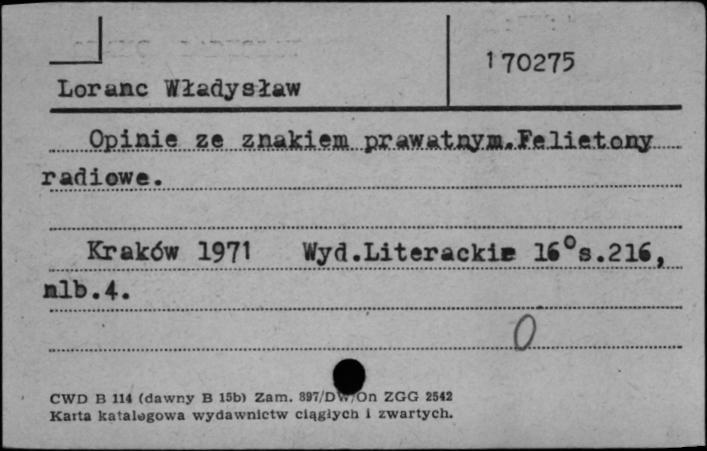 170275
Loranc Władysław
Opinie ze znakiem prawatnym.Felietony
radiowe.
Kraków 1971 Wyd.Literackie 16°s.216,
nlb.4.
0
CWD B 114 (dawny B 15b) Zam. 897/DW/On ZGG 2542
Karta katalogowa wydawnictw ciągłych i zwartych.